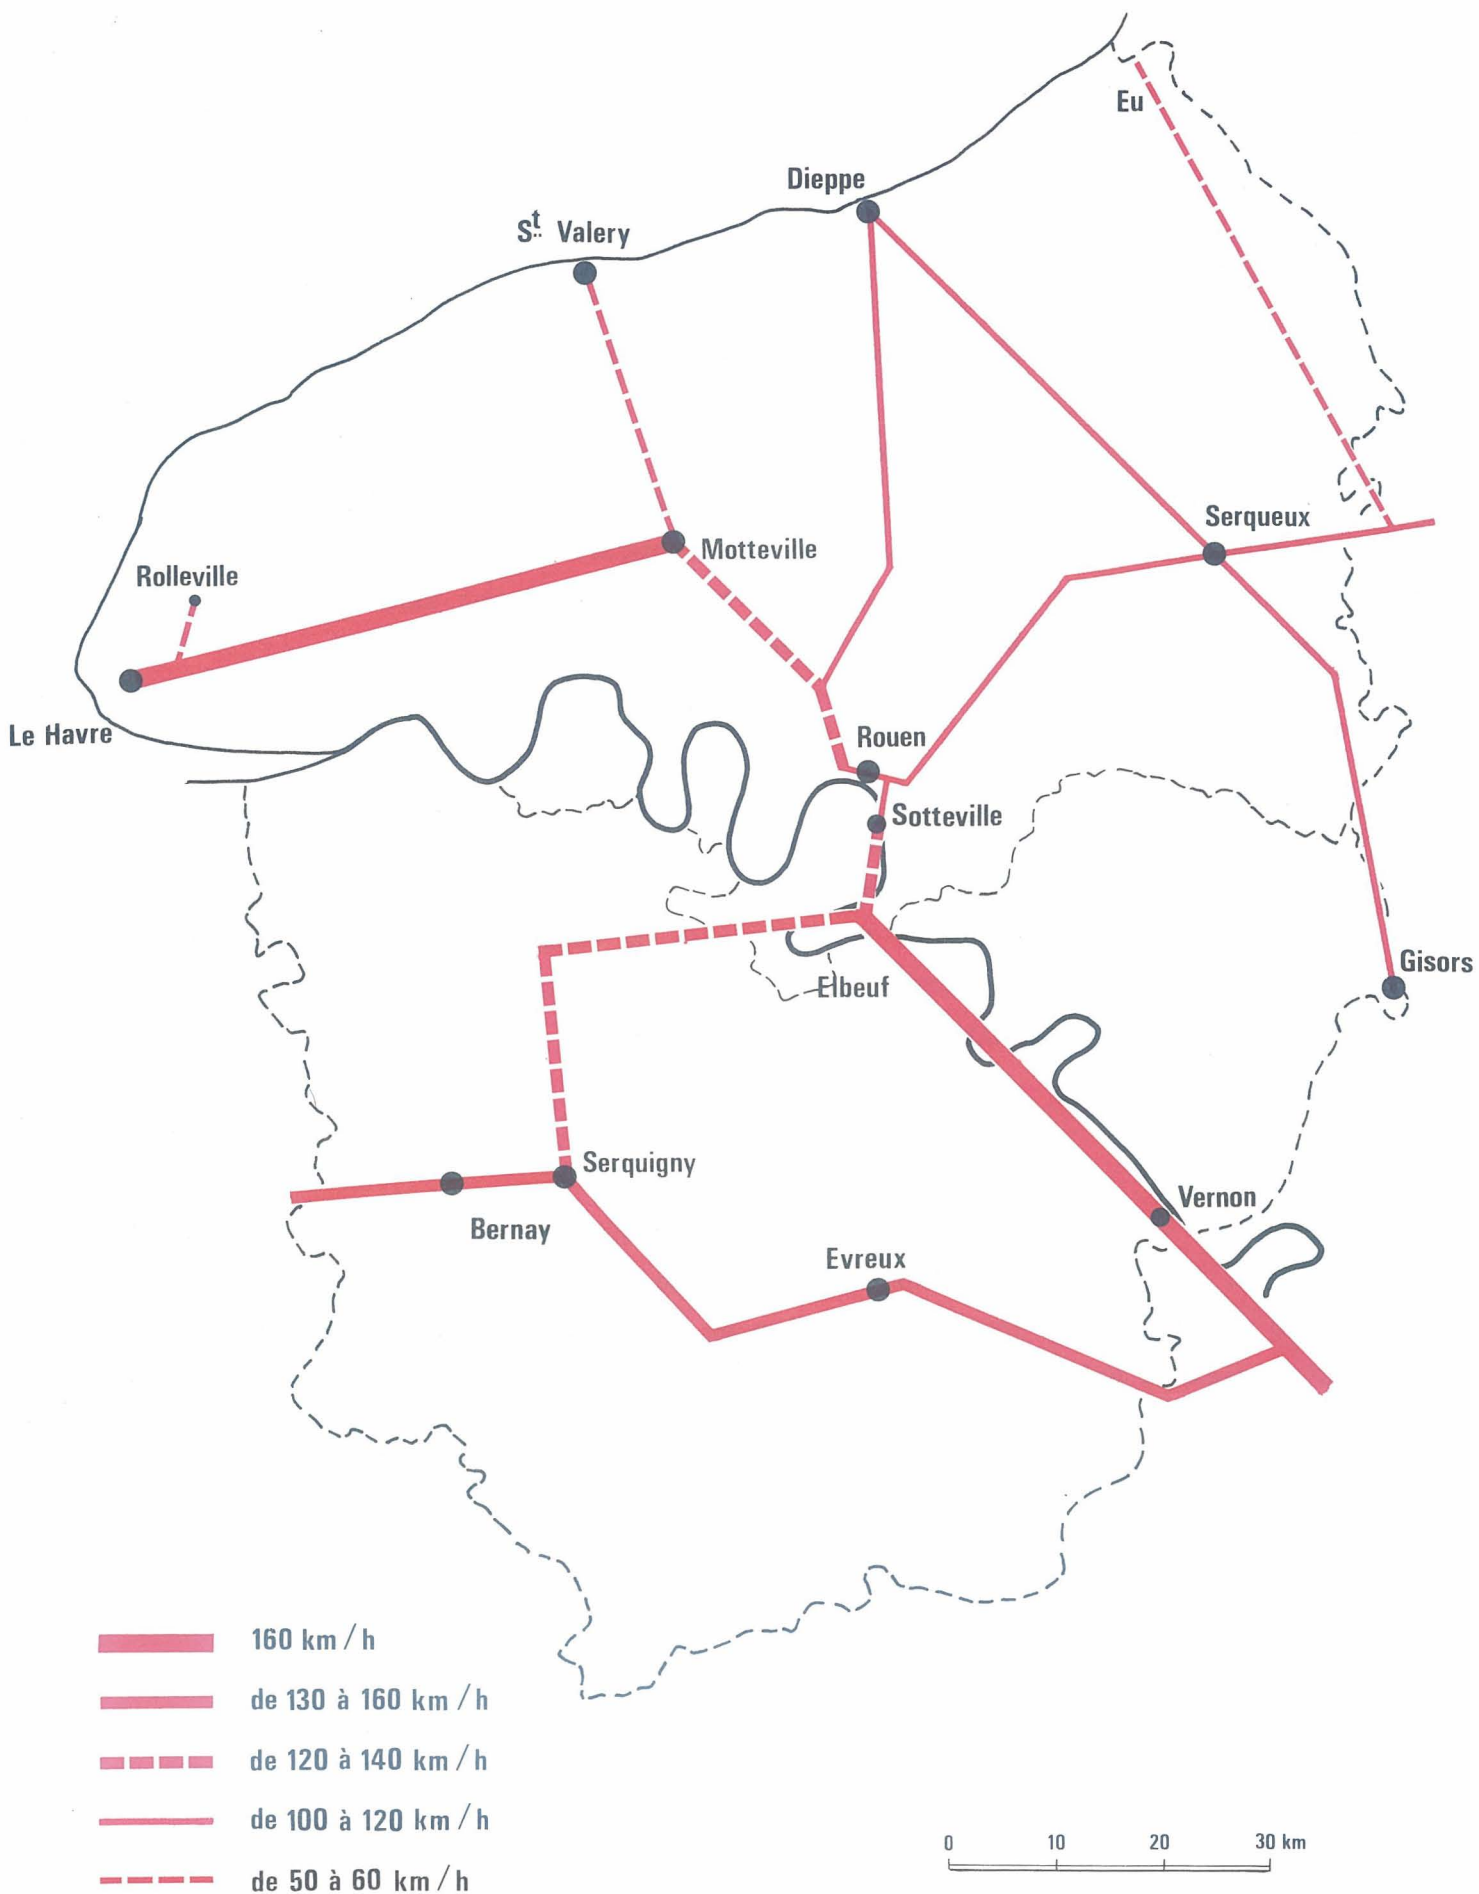 Eu
Dieppe
St Valery
Serqueux
Motteville
Rolleville
Le Havre
Rouen
Sotteville
Gisors
Elbeuf
Serquigny
Vernon
Bernay
Evreux
160 km / h
de 130 à 160 km / h
de 120 à 140 km / h
de 100 à 120 km / h
de 50 à 60 km / h
0 10 20 30 km